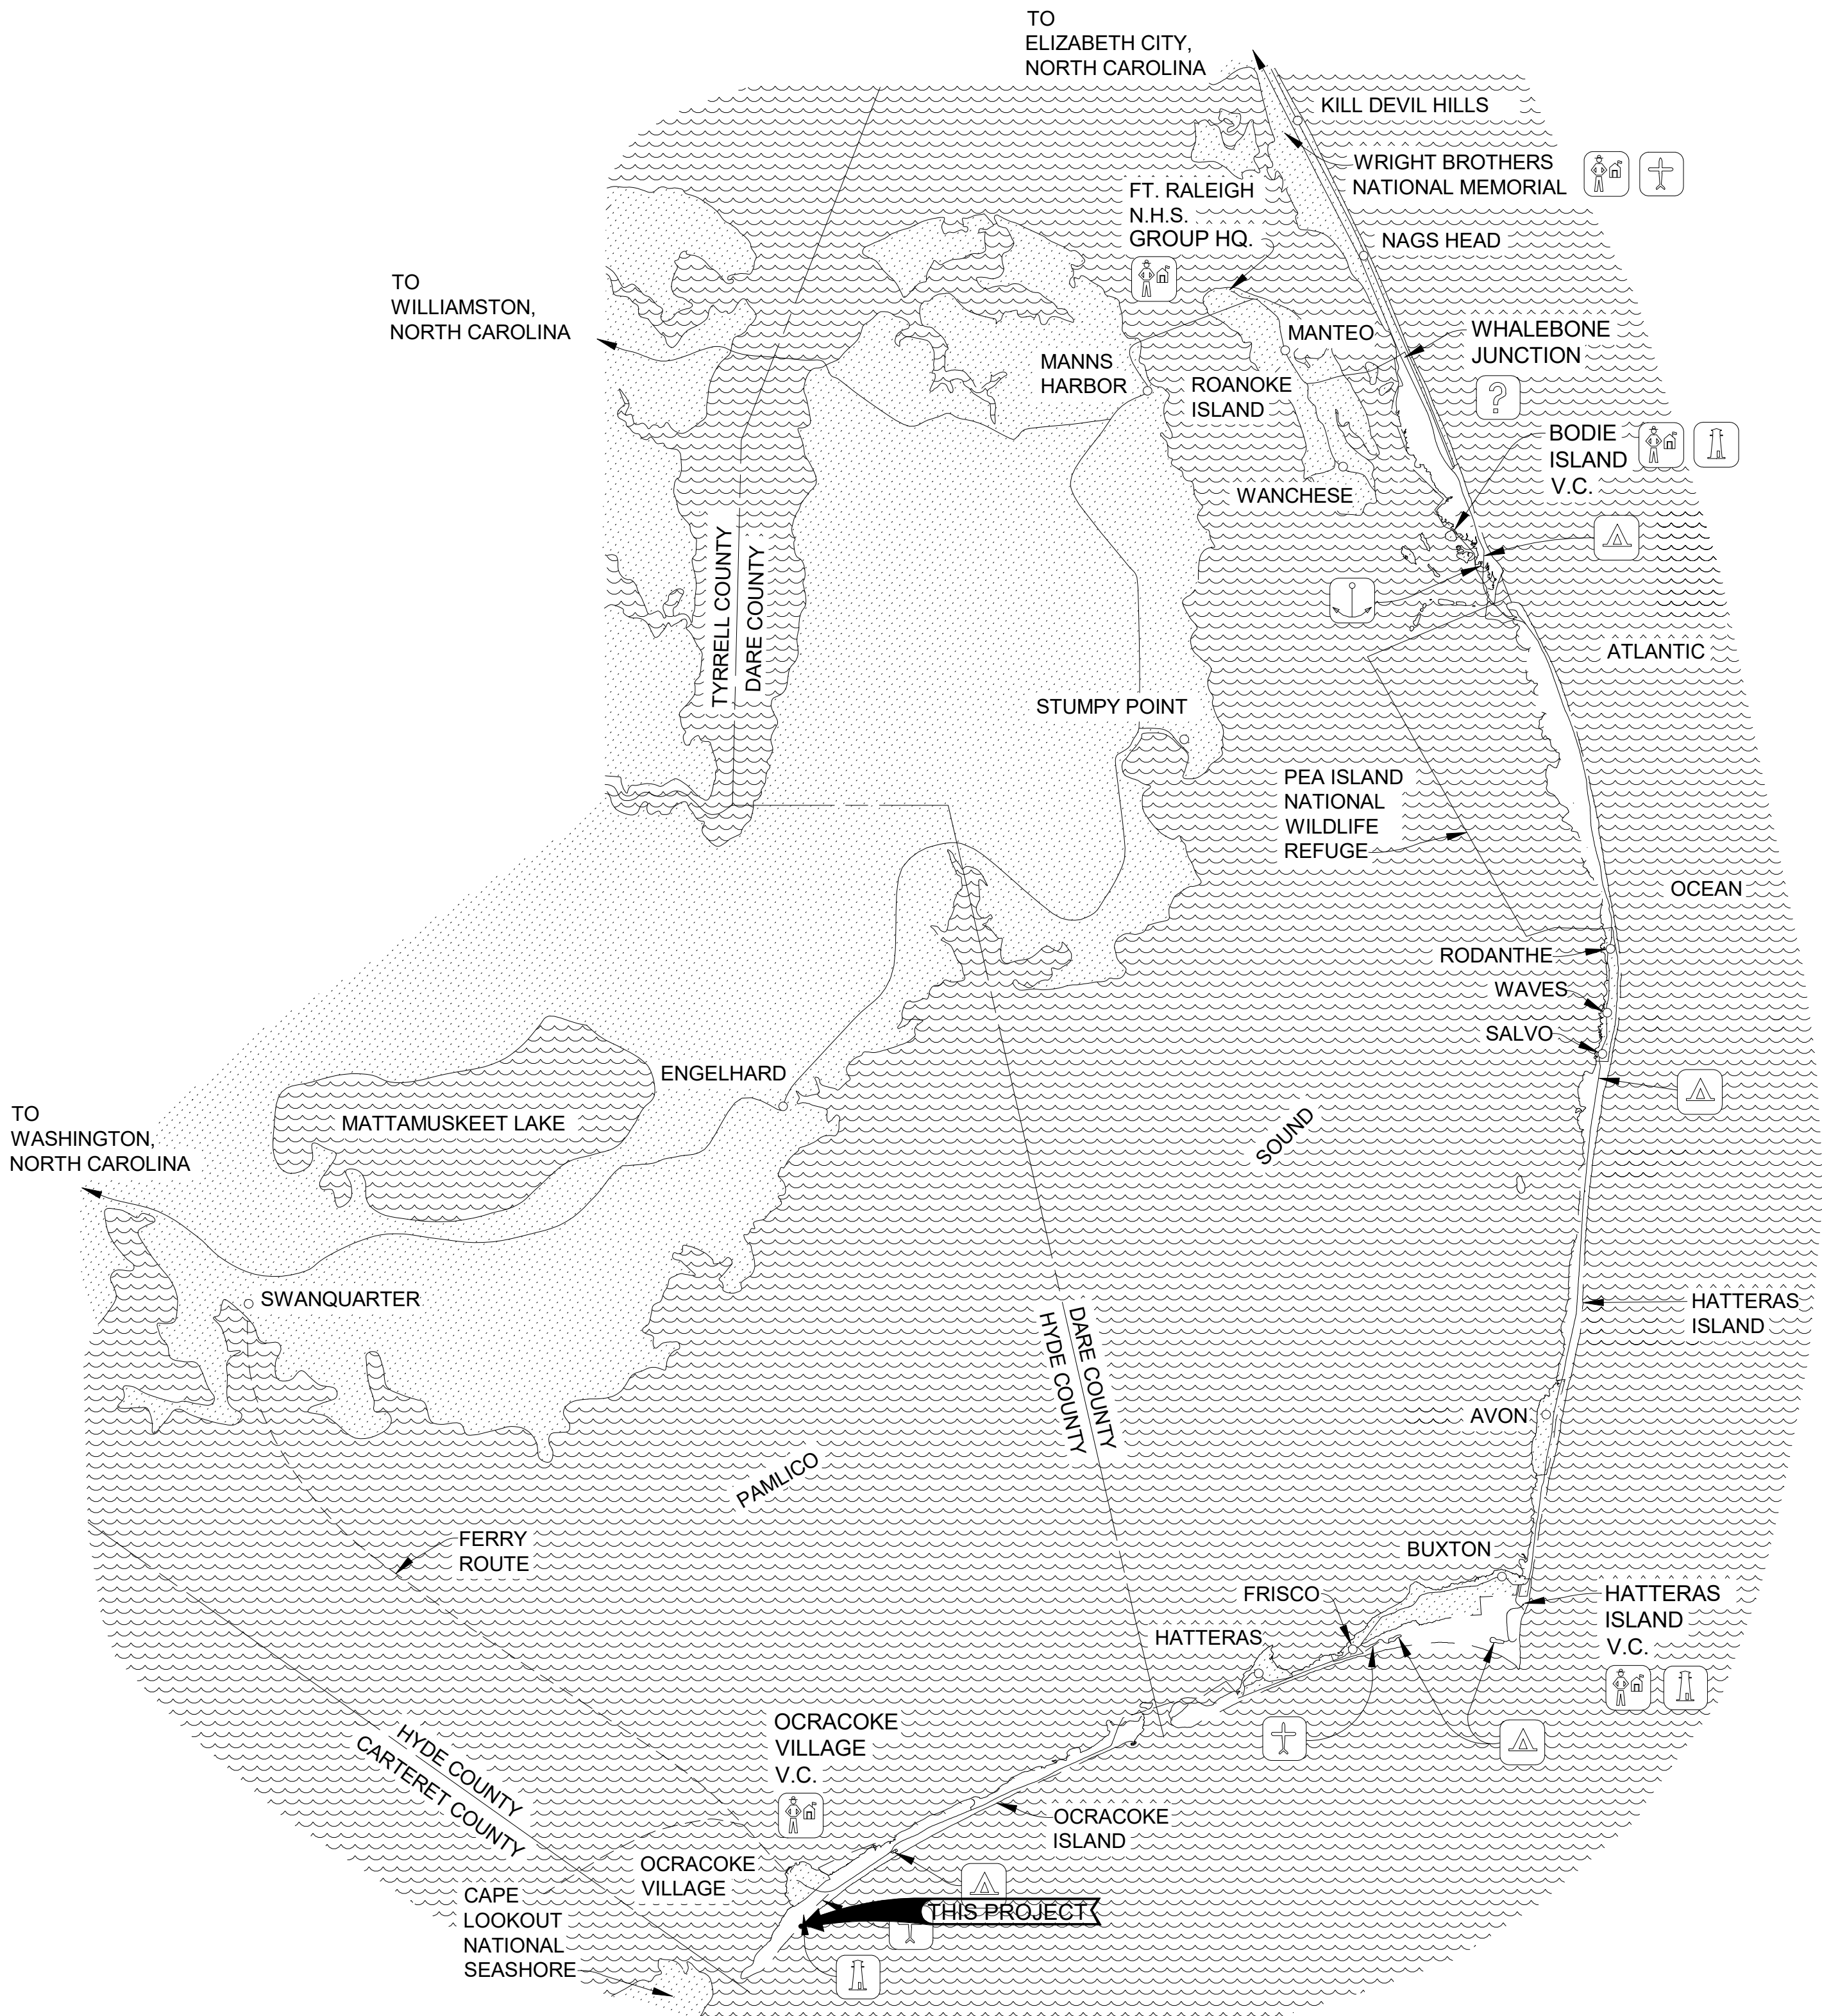 TO
ELIZABETH CITY,
NORTH CAROLINA
KILL DEVIL HILLS
WRIGHT BROTHERS
NATIONAL MEMORIAL
FT. RALEIGH
N.H.S.
GROUP HQ.
NAGS HEAD
TO
WILLIAMSTON,
NORTH CAROLINA
MANTEO
WHALEBONE
JUNCTION
MANNS
HARBOR
ROANOKE
ISLAND
?
BODIE
ISLAND
V.C.
WANCHESE
TYRRELL COUNTY
DARE COUNTY
ATLANTIC
STUMPY POINT
PEA ISLAND
NATIONAL
WILDLIFE
REFUGE
OCEAN
RODANTHE
WAVES
SALVO
ENGELHARD
MATTAMUSKEET LAKE
TO
WASHINGTON,
NORTH CAROLINA
SOUND
SWANQUARTER
HATTERAS
ISLAND
DARE COUNTY
HYDE COUNTY
AVON
PAMLICO
FERRY
ROUTE
BUXTON
FRISCO
HATTERAS
ISLAND
V.C.
HATTERAS
OCRACOKE
VILLAGE
V.C.
HYDE COUNTY
CARTERET COUNTY
OCRACOKE
ISLAND
OCRACOKE
VILLAGE
CAPE
LOOKOUT
NATIONAL
SEASHORE
THIS PROJECT